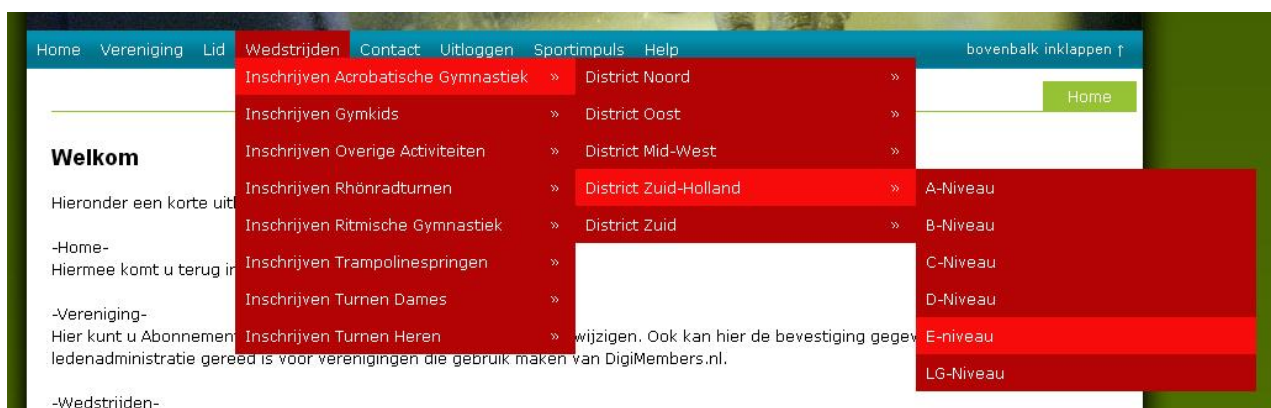 Home Vereniging Lid Wedstrijden Contact Uitloggen Sportimpuls Help bovenbalk inklappen ↑
Home
Inschrijven Acrobatische Gymnastiek »
Inschrijven Gymkids »
Inschrijven Overige Activiteiten »
Inschrijven Rhönradturnen »
Inschrijven Ritmische Gymnastiek »
Inschrijven Trampolinespringen »
Inschrijven Turnen Dames »
Inschrijven Turnen Heren »
District Noord »
District Oost »
District Mid-West »
District Zuid-Holland »
District Zuid »
A-Niveau
B-Niveau
C-Niveau
D-Niveau
E-niveau
LG-Niveau
Welkom
Hieronder een korte
-Home-
Hiermee komt u terug
-Vereniging-
Hier kunt u wijzigen. Ook kan hier de bevestiging
ledenadministratie gereed is voor verenigingen die gebruik maken van DigiMembers.nl.
-Wedstrijden-